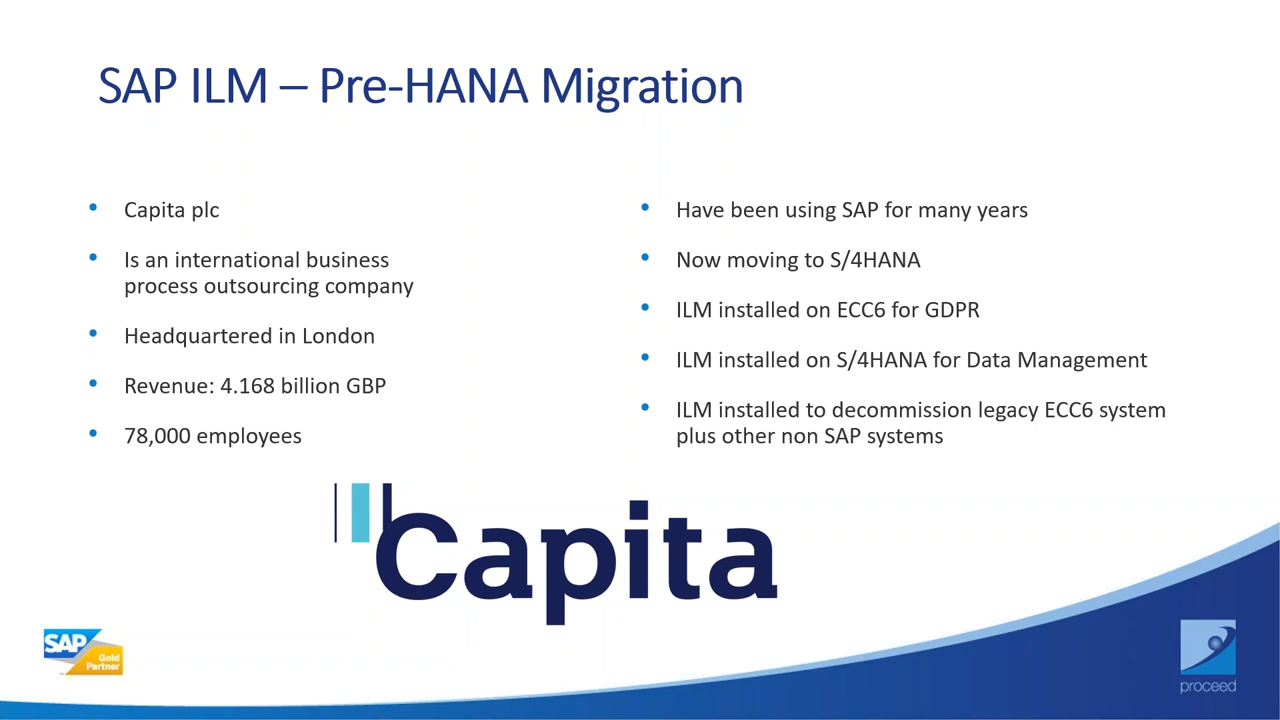 SAP ILM – Pre-HANA Migration
• Capita plc
• Is an international business
process outsourcing company
• Headquartered in London
• Revenue: 4.168 billion GBP
• 78,000 employees
• Have been using SAP for many years
• Now moving to S/4HANA
• ILM installed on ECC6 for GDPR
• ILM installed on S/4HANA for Data Management
• ILM installed to decommission legacy ECC6 system
plus other non SAP systems
Capita
SAP
Gold
Partner
proceed